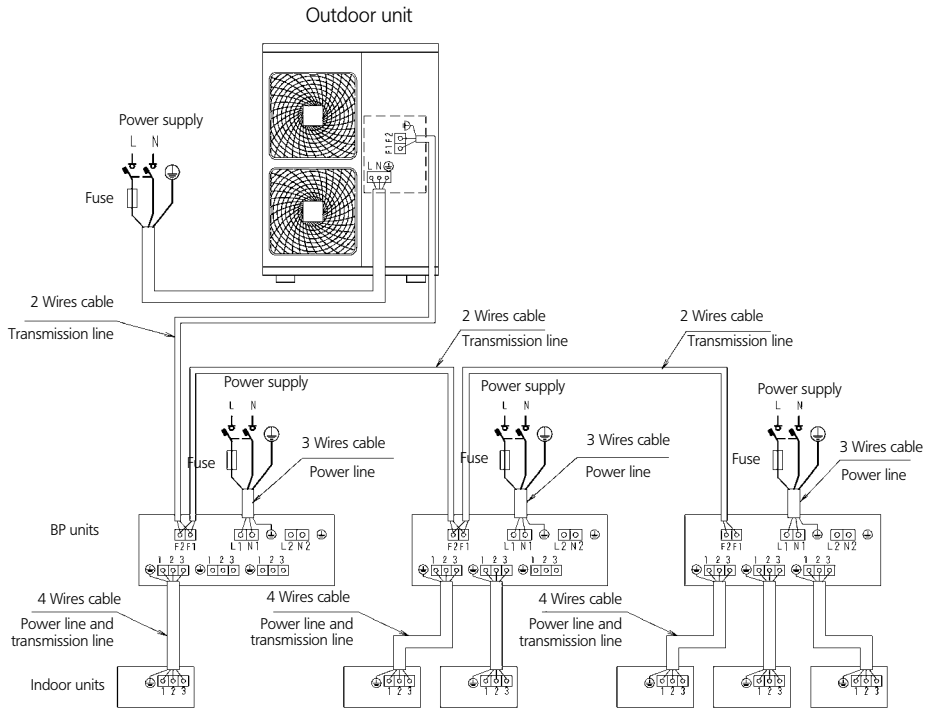 Outdoor unit
Power supply
L N
Fuse
F1 F2
L N
2 Wires cable
Transmission line
2 Wires cable
Transmission line
2 Wires cable
Transmission line
Power supply
L N
Fuse
3 Wires cable
Power line
Power supply
L N
Fuse
3 Wires cable
Power line
Power supply
L N
Fuse
3 Wires cable
Power line
BP units
F2 F1 L1 N1 L2 N2
1 2 3 1 2 3 1 2 3
F2 F1 L1 N1 L2 N2
1 2 3 1 2 3 1 2 3
F2 F1 L1 N1 L2 N2
1 2 3 1 2 3 1 2 3
4 Wires cable
Power line and
transmission line
4 Wires cable
Power line and
transmission line
4 Wires cable
Power line and
transmission line
Indoor units
1 2 3
1 2 3
1 2 3
1 2 3
1 2 3
1 2 3